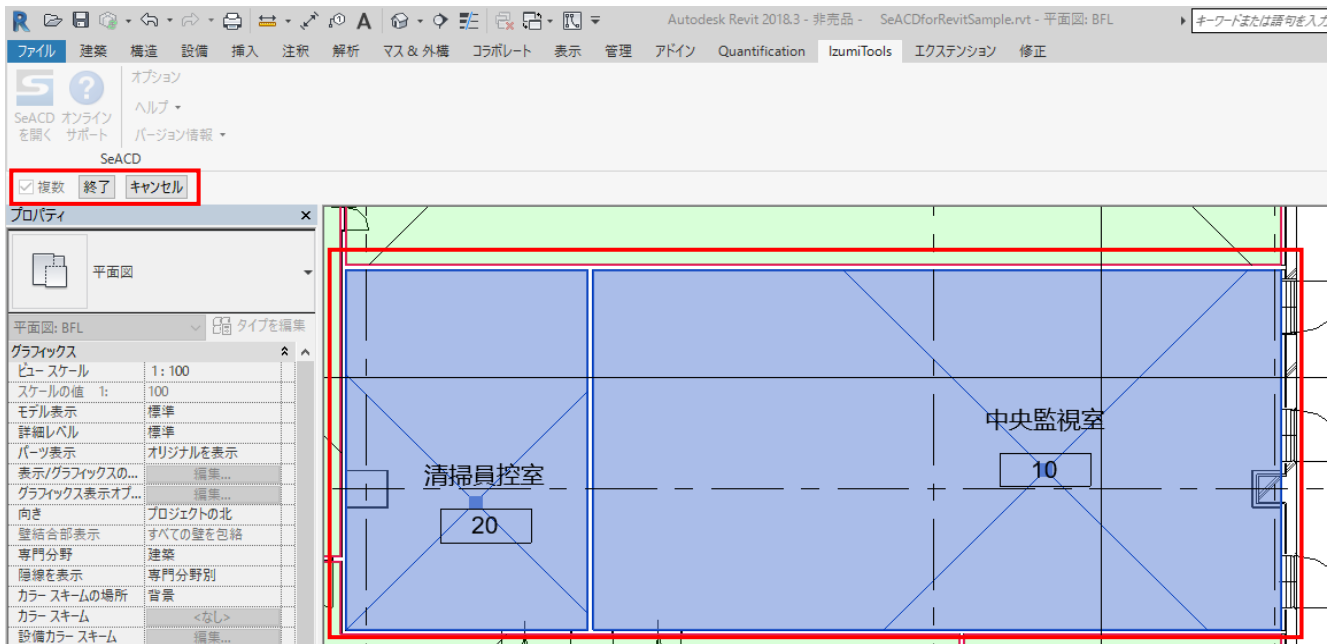 Autodesk Revit 2018.3 - 非売品 - SeACDforRevitSample.rvt - 平面図: BFL
キーワードまたは語句を入力
ファイル 建築 構造 設備 挿入 注釈 解析 マス & 外構 コラボレート 表示 管理 アドイン Quantification IzumiTools エクステンション 修正
SeACD
を開く
オンライン
サポート
オプション
ヘルプ
バージョン情報
SeACD
複数 終了 キャンセル
プロパティ
平面図
平面図: BFL タイプを編集
グラフィックス
ビュー スケール 1 : 100
スケールの値 1: 100
モデル表示 標準
詳細レベル 標準
パーツ表示 オリジナルを表示
表示/グラフィックスの... 編集...
グラフィックス表示オプ... 編集...
向き プロジェクトの北
壁結合部表示 すべての壁を包絡
専門分野 建築
隠線を表示 専門分野別
カラー スキームの場所 背景
カラー スキーム <なし>
設備カラー スキーム 編集...
中央監視室
10
清掃員控室
20